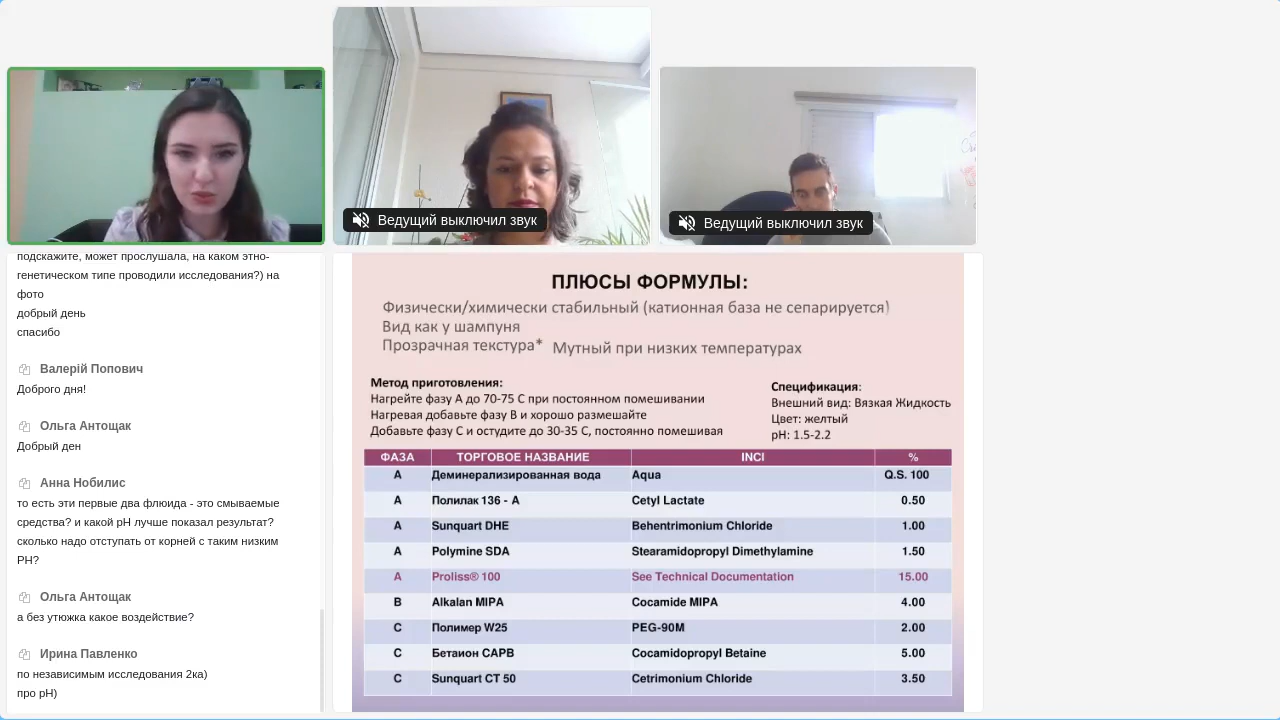 Ведущий выключил звук
Ведущий выключил звук
подскажите, может прослушала, на каком этно-
генетическом типе проводили исследования?) на
фото
добрый день
спасибо
Валерій Попович
Доброго дня!
Ольга Антощак
Добрый ден
Анна Нобилис
то есть эти первые два флюида - это смываемые
средства? и какой pH лучше показал результат?
сколько надо отступать от корней с таким низким
PH?
Ольга Антощак
а без утюжка какое воздействие?
Ирина Павленко
по независимым исследования 2ка)
про pH)
ПЛЮСЫ ФОРМУЛЫ:
Физически/химически стабильный (катионная база не сепарируется)
Вид как у шампуня
Прозрачная текстура* Мутный при низких температурах
Метод приготовления:
Нагрейте фазу А до 70-75 С при постоянном помешивании
Нагревая добавьте фазу В и хорошо размешайте
Добавьте фазу С и остудите до 30-35 С, постоянно помешивая
Спецификация:
Внешний вид: Вязкая Жидкость
Цвет: желтый
pH: 1.5-2.2
ФАЗА ТОРГОВОЕ НАЗВАНИЕ INCI %
A Деминерализированная вода Aqua Q.S. 100
A Полилак 136 - A Cetyl Lactate 0.50
A Sunquart DHE Behentrimonium Chloride 1.00
A Polymine SDA Stearamidopropyl Dimethylamine 1.50
A Proliss® 100 See Technical Documentation 15.00
B Alkalan MIPA Cocamide MIPA 4.00
C Полимер W25 PEG-90M 2.00
C Бетаион CAPB Cocamidopropyl Betaine 5.00
C Sunquart CT 50 Cetrimonium Chloride 3.50